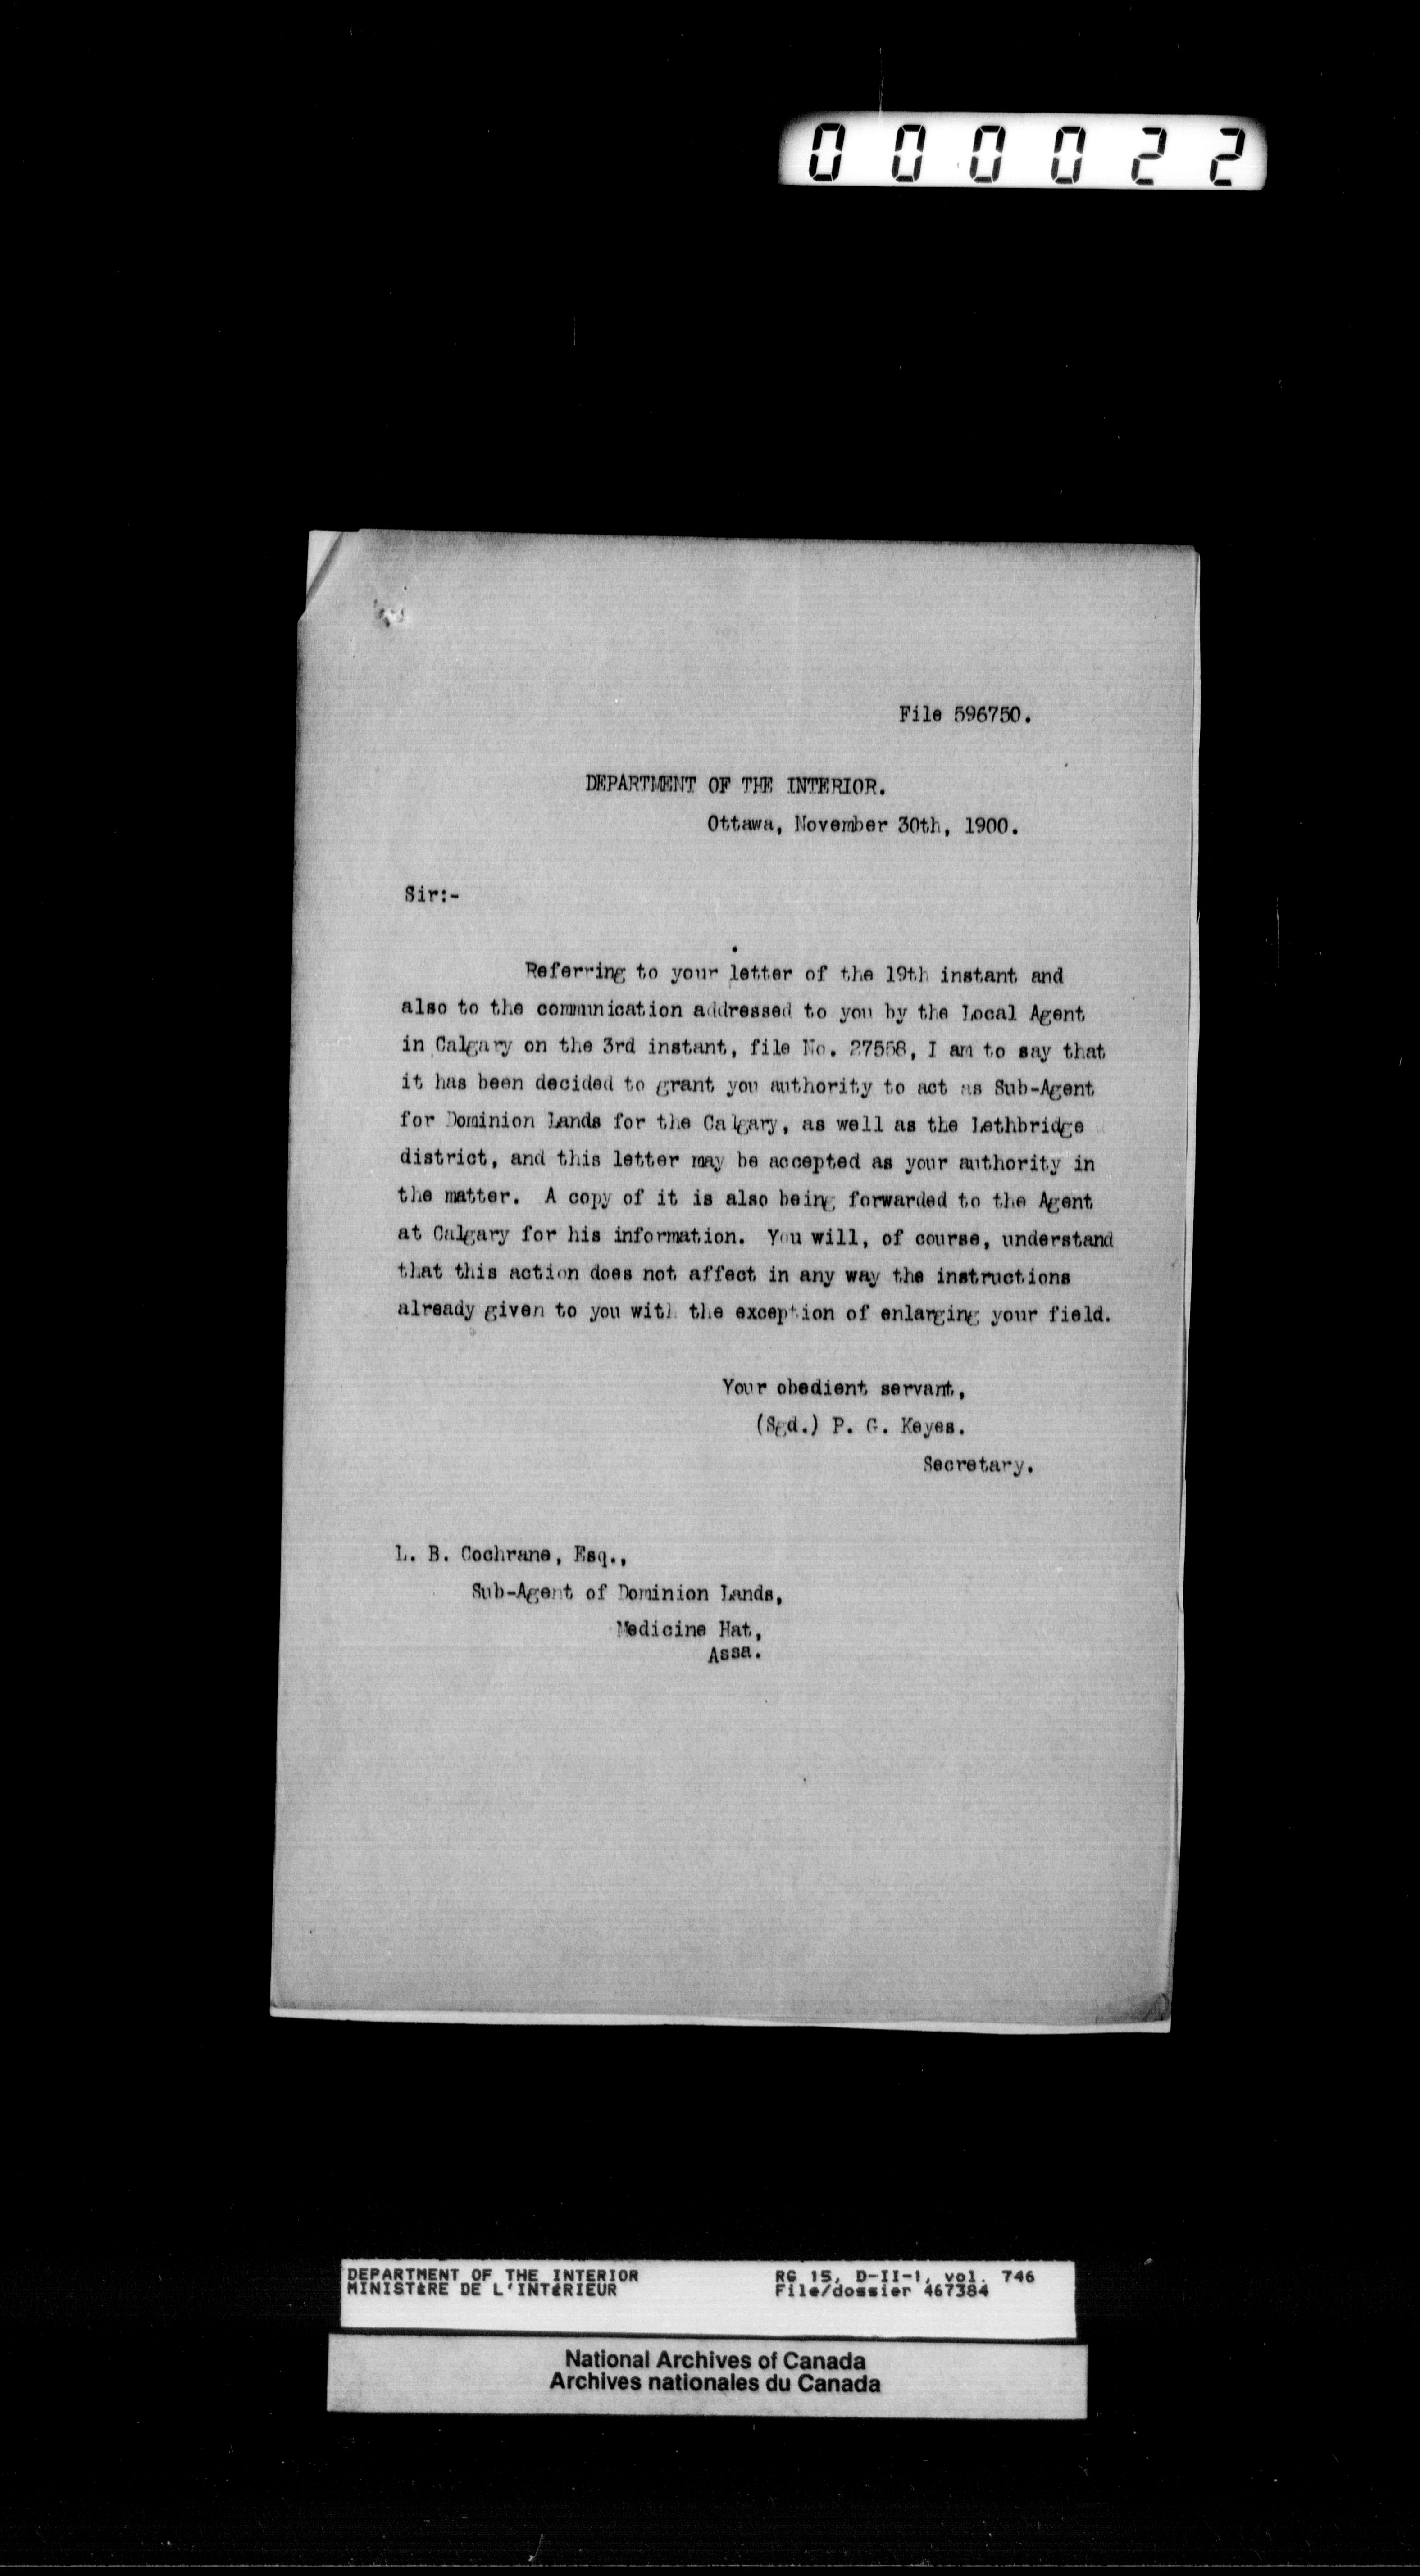 000022
File 596750.
DEPARTMENT OF THE INTERIOR.
Ottawa, November 30th, 1900.
Sir:-
Referring to your letter of the 19th instant and
also to the communication addressed to you by the Local Agent
in Calgary on the 3rd instant, file No. 27558, I am to say that
it has been decided to grant you authority to act as Sub-Agent
for Dominion Lands for the Calgary, as well as the Lethbridge
district, and this letter may be accepted as your authority in
the matter. A copy of it is also being forwarded to the Agent
at Calgary for his information. You will, of course, understand
that this action does not affect in any way the instructions
already given to you with the exception of enlarging your field.
Your obedient servant,
(Sgd.) P. G. Keyes.
Secretary.
L. B. Cochrane, Esq.,
Sub-Agent of Dominion Lands,
Medicine Hat,
Assa.
DEPARTMENT OF THE INTERIOR RG 15, D-II-1, vol. 746
MINISTÈRE DE L'INTÉRIEUR File/dossier 467384
National Archives of Canada
Archives nationales du Canada